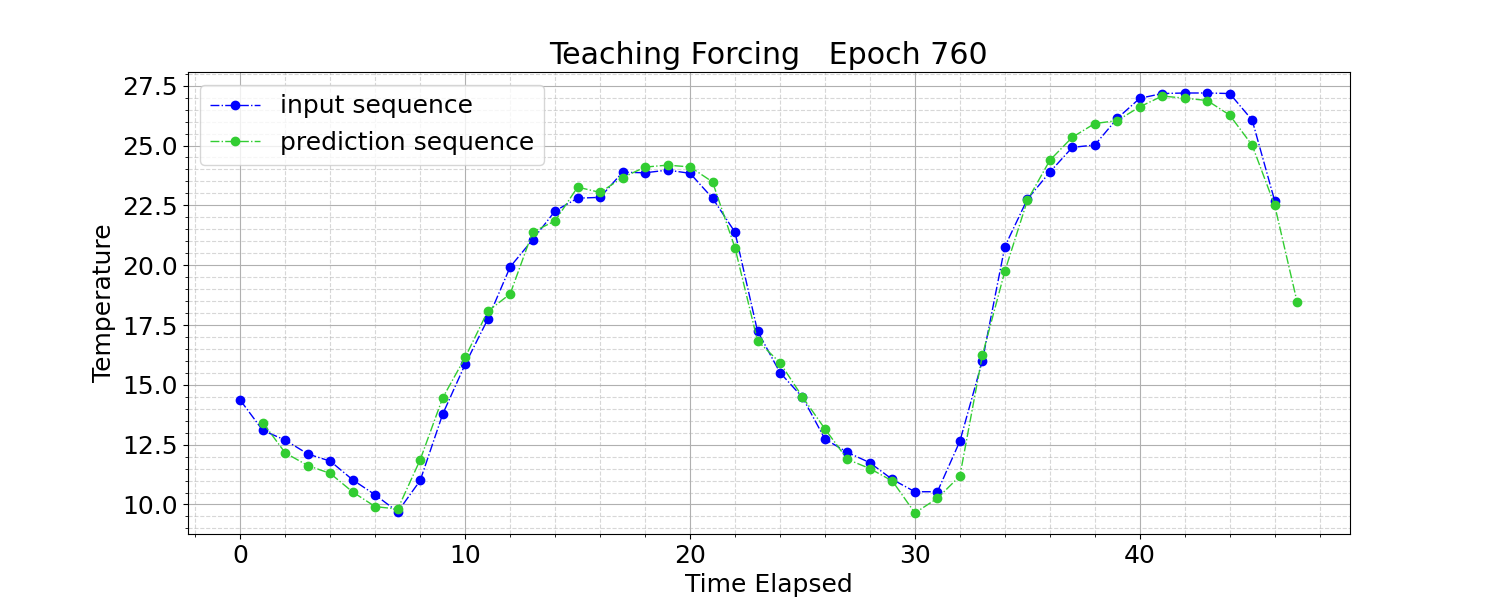 Teaching Forcing   Epoch 760
27.5
25.0
22.5
20.0
17.5
15.0
12.5
10.0
Temperature
input sequence
prediction sequence
0 10 20 30 40
Time Elapsed